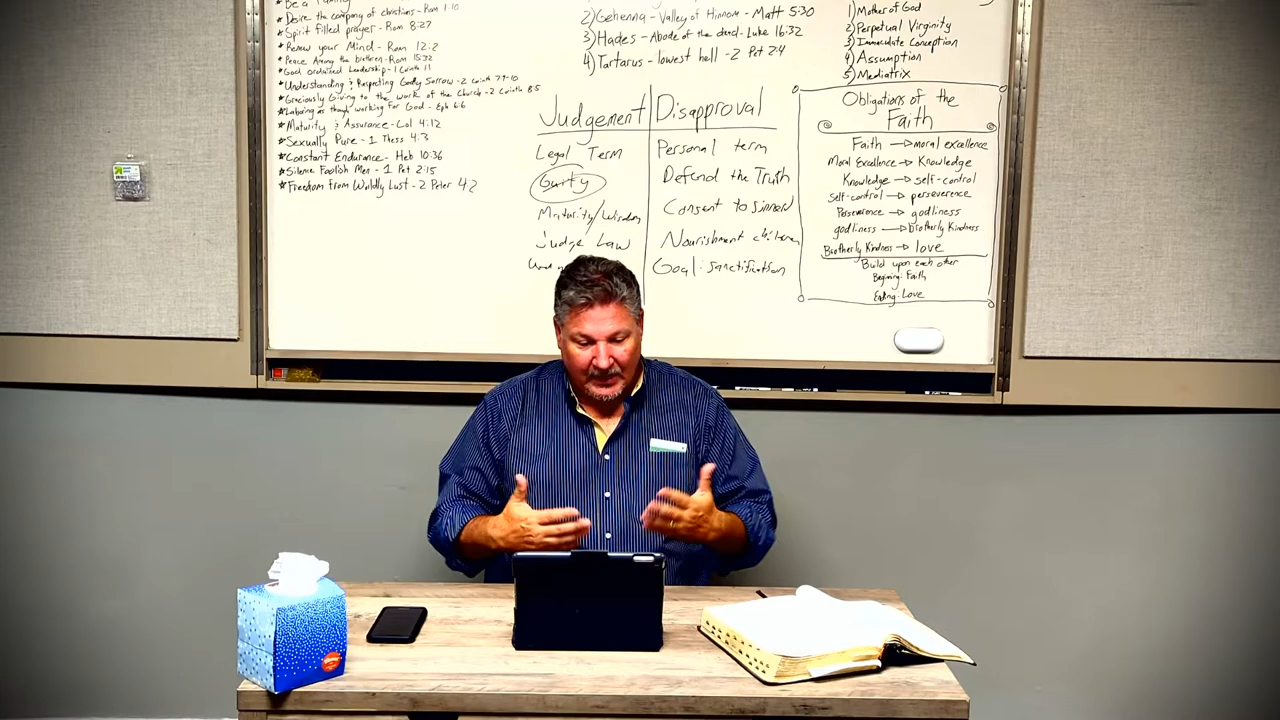 Desire the company of christians - Rom 1:10
★Spirit filled prayer - Rom 8:27
★Renew your Mind - Rom 12:2
★Peace Among the brethren - Rom 15:32
★God ordained Leadership - 1 Corinth 1:1
★Understanding & Respecting Godly Sorrow - 2 Corinth 7:9-10
★Graciously Giving to the work of the Church - 2 Corinth 8:5
★Laboring as though working for God - Eph 6:6
★Maturity & Assurance - Col 4:12
★Sexually Pure - 1 Thess 4:3
★Constant Endurance - Heb 10:36
★Silence Foolish Men - 1 Pet 2:15
★Freedom From Worldly Lust - 2 Peter 4:2
2) Gehenna - Valley of Hinnom - Matt 5:30
3) Hades - Abode of the dead - Luke 16:32
4) Tartarus - lowest hell - 2 Pet 2:4
1) Mother of God
2) Perpetual Virginity
3) Immaculate Conception
4) Assumption
5) Mediatrix
Judgement
Legal Term
Guilty
Maturity/Wisdom
Judge Law
Disapproval
Personal term
Defend the Truth
Consent to sinners
Nourishment
Goal: Sanctification
Obligations of the
Faith
Faith → moral excellence
Moral Excellence → Knowledge
Knowledge → self-control
Self-control → perseverence
Perseverence → godliness
godliness → Brotherly Kindness
Brotherly Kindness → love
Build upon each other
Beginning: Faith
Ending: Love